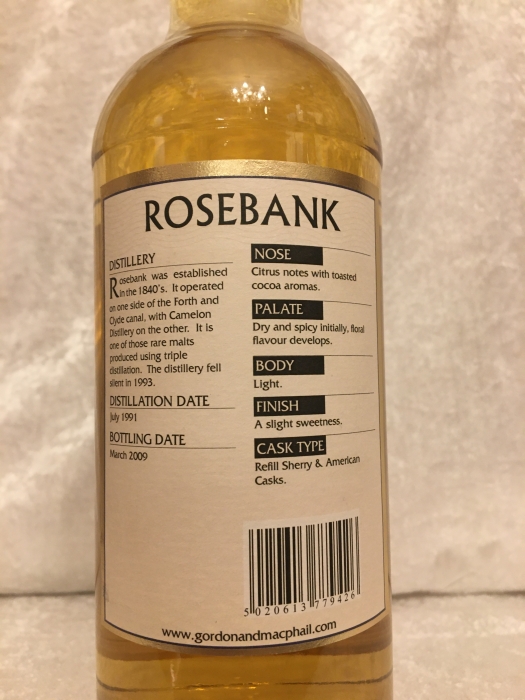 ROSEBANK
DISTILLERY
Rosebank was established
in the 1840's. It operated
on one side of the Forth and
Clyde canal, with Camelon
Distillery on the other. It is
one of those rare malts
produced using triple
distillation. The distillery fell
silent in 1993.
DISTILLATION DATE
July 1991
BOTTLING DATE
March 2009
NOSE
Citrus notes with toasted
cocoa aromas.
PALATE
Dry and spicy initially, floral
flavour develops.
BODY
Light.
FINISH
A slight sweetness.
CASK TYPE
Refill Sherry & American
Casks.
5 020613 779426
www.gordonandmacphail.com